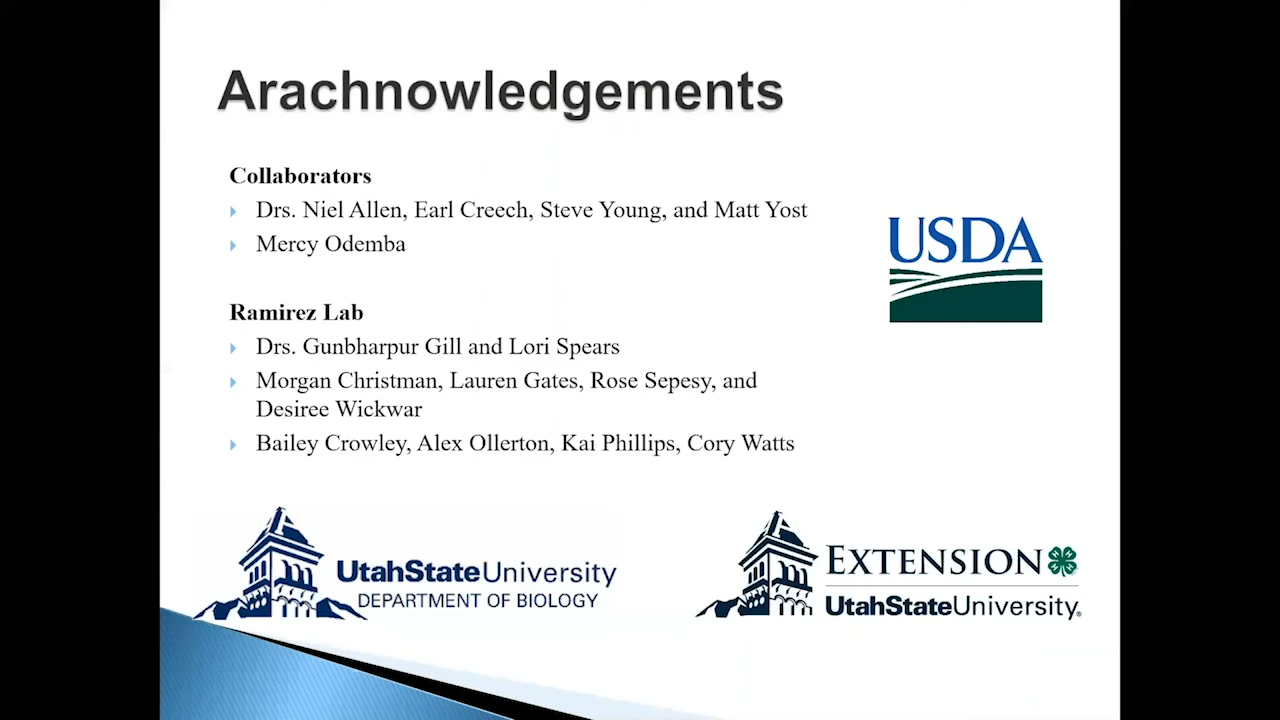 Arachnowledgements
Collaborators
Drs. Niel Allen, Earl Creech, Steve Young, and Matt Yost
Mercy Odemba
USDA
Ramirez Lab
Drs. Gunbharpur Gill and Lori Spears
Morgan Christman, Lauren Gates, Rose Sepesy, and
Desiree Wickwar
Bailey Crowley, Alex Ollerton, Kai Phillips, Cory Watts
UtahStateUniversity
DEPARTMENT OF BIOLOGY
EXTENSION
H H H H
UtahStateUniversity®